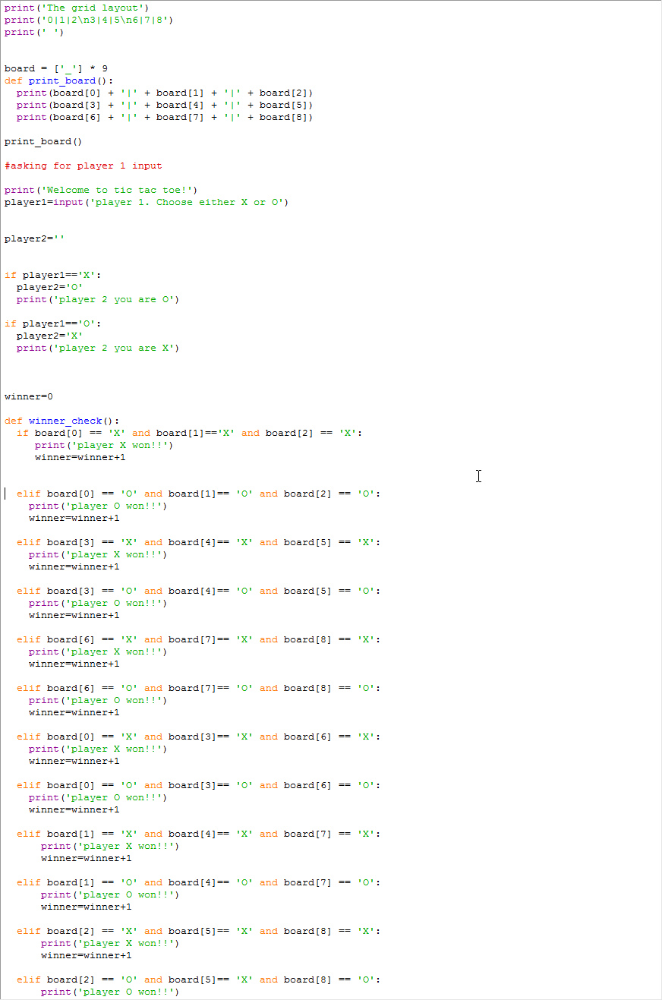 print('The grid layout')
print('0|1|2\n3|4|5\n6|7|8')
print(' ')
board = ['_'] * 9
def print_board():
  print(board[0] + '|' + board[1] + '|' + board[2])
  print(board[3] + '|' + board[4] + '|' + board[5])
  print(board[6] + '|' + board[7] + '|' + board[8])
print_board()
#asking for player 1 input
print('Welcome to tic tac toe!')
player1=input('player 1. Choose either X or O')
player2=''
if player1=='X':
  player2='O'
  print('player 2 you are O')
if player1=='O':
  player2='X'
  print('player 2 you are X')
winner=0
def winner_check():
  if board[0] == 'X' and board[1]=='X' and board[2] == 'X':
     print('player X won!!')
     winner=winner+1
  elif board[0] == 'O' and board[1]== 'O' and board[2] == 'O':
    print('player O won!!')
    winner=winner+1
  elif board[3] == 'X' and board[4]== 'X' and board[5] == 'X':
    print('player X won!!')
    winner=winner+1
  elif board[3] == 'O' and board[4]== 'O' and board[5] == 'O':
    print('player O won!!')
    winner=winner+1
  elif board[6] == 'X' and board[7]== 'X' and board[8] == 'X':
    print('player X won!!')
    winner=winner+1
  elif board[6] == 'O' and board[7]== 'O' and board[8] == 'O':
    print('player O won!!')
    winner=winner+1
  elif board[0] == 'X' and board[3]== 'X' and board[6] == 'X':
    print('player X won!!')
    winner=winner+1
  elif board[0] == 'O' and board[3]== 'O' and board[6] == 'O':
    print('player O won!!')
    winner=winner+1
  elif board[1] == 'X' and board[4]== 'X' and board[7] == 'X':
      print('player X won!!')
      winner=winner+1
  elif board[1] == 'O' and board[4]== 'O' and board[7] == 'O':
      print('player O won!!')
      winner=winner+1
  elif board[2] == 'X' and board[5]== 'X' and board[8] == 'X':
      print('player X won!!')
      winner=winner+1
  elif board[2] == 'O' and board[5]== 'X' and board[8] == 'O':
      print('player O won!!')